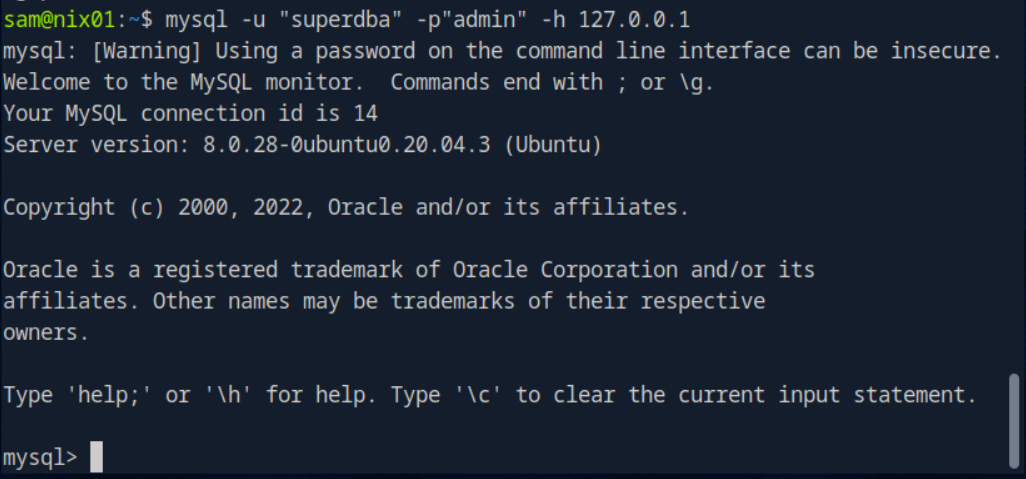 sam@nix01:~$ mysql -u "superdba" -p"admin" -h 127.0.0.1
mysql: [Warning] Using a password on the command line interface can be insecure.
Welcome to the MySQL monitor.  Commands end with ; or \g.
Your MySQL connection id is 14
Server version: 8.0.28-0ubuntu0.20.04.3 (Ubuntu)

Copyright (c) 2000, 2022, Oracle and/or its affiliates.

Oracle is a registered trademark of Oracle Corporation and/or its
affiliates. Other names may be trademarks of their respective
owners.

Type 'help;' or '\h' for help. Type '\c' to clear the current input statement.

mysql>